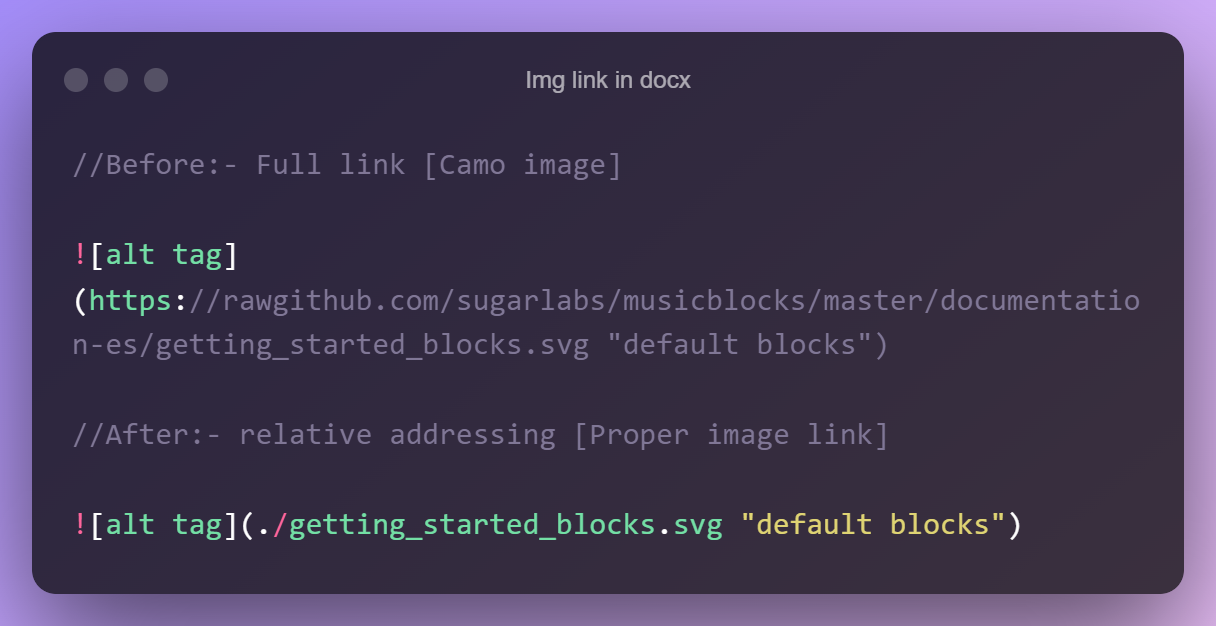 Img link in docx
//Before:- Full link [Camo image]
![alt tag]
(https://rawgithub.com/sugarlabs/musicblocks/master/documentatio
n-es/getting_started_blocks.svg "default blocks")
//After:- relative addressing [Proper image link]
![alt tag](./getting_started_blocks.svg "default blocks")